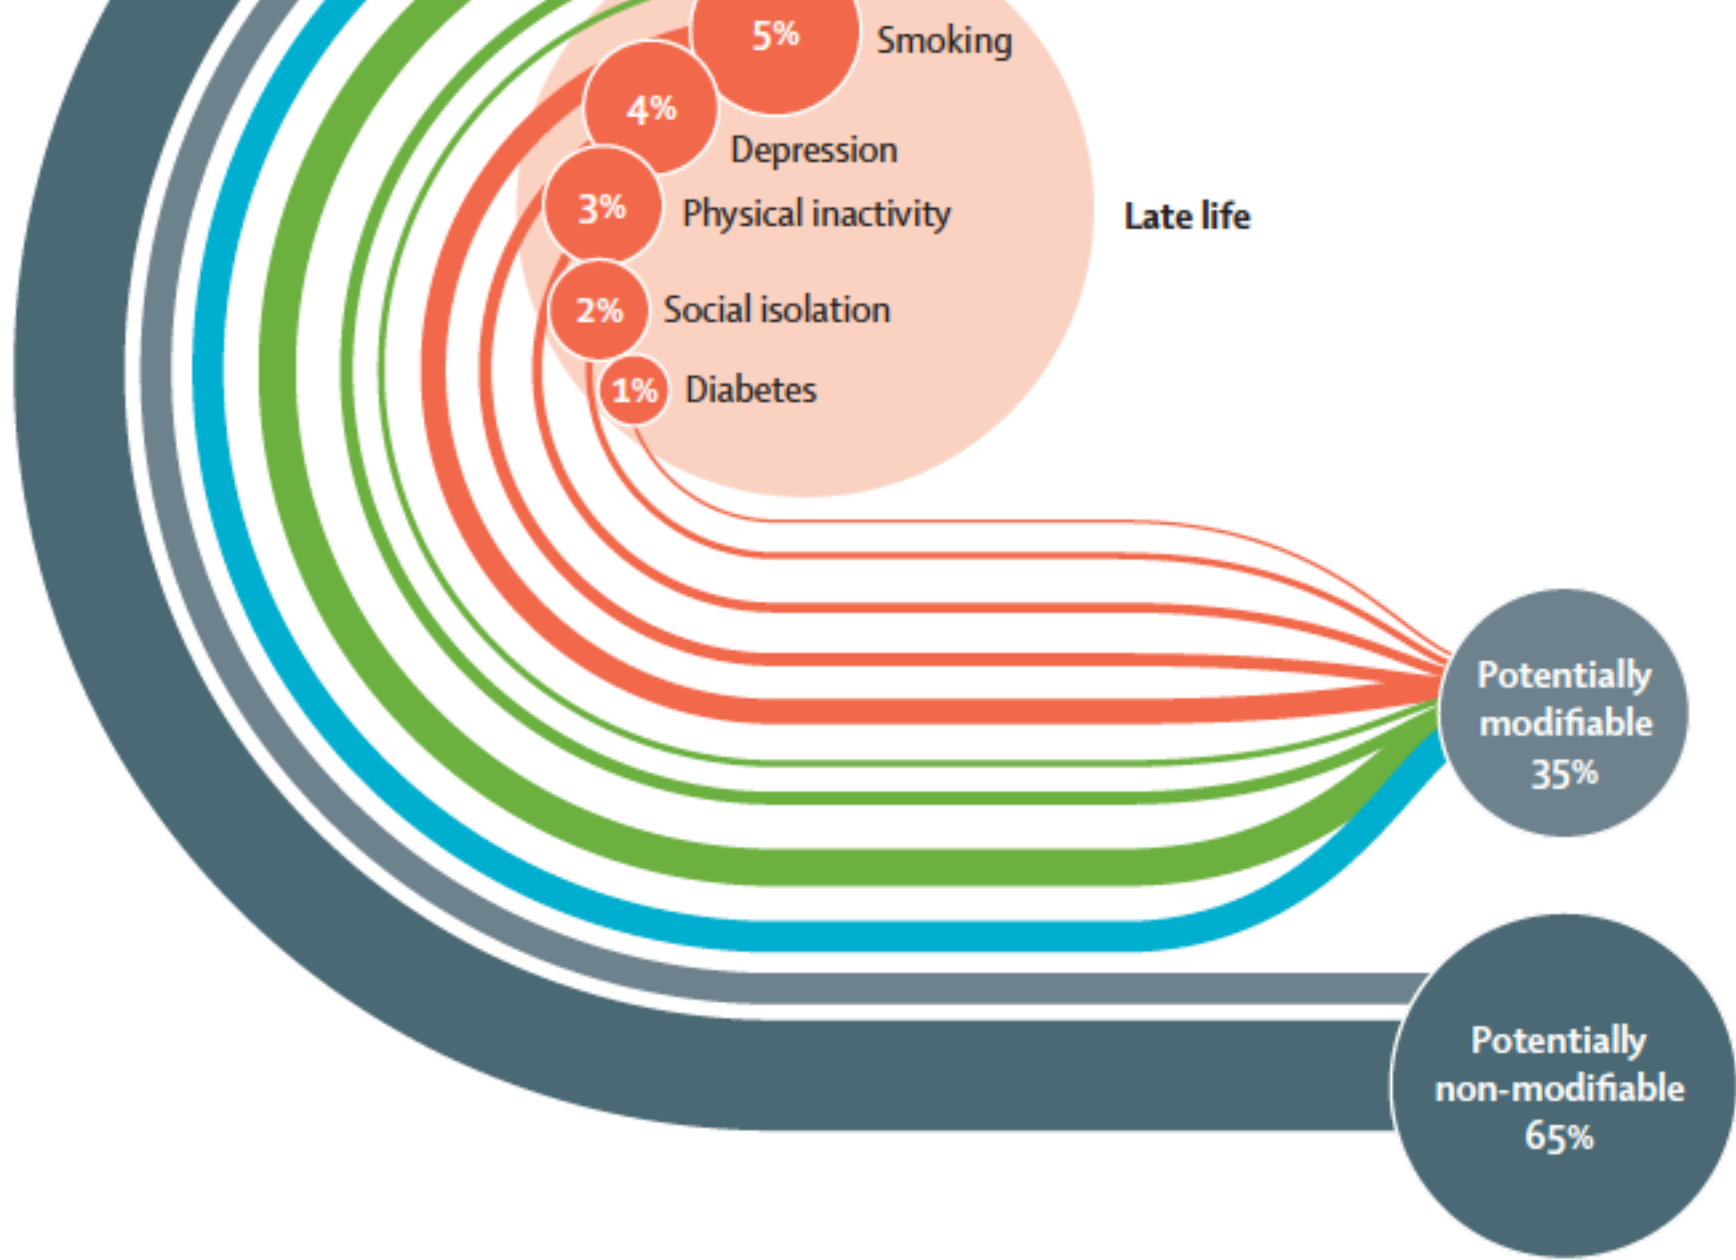 5% Smoking
4%
Depression
3% Physical inactivity
Late life
2% Social isolation
1% Diabetes
Potentially
modifiable
35%
Potentially
non-modifiable
65%